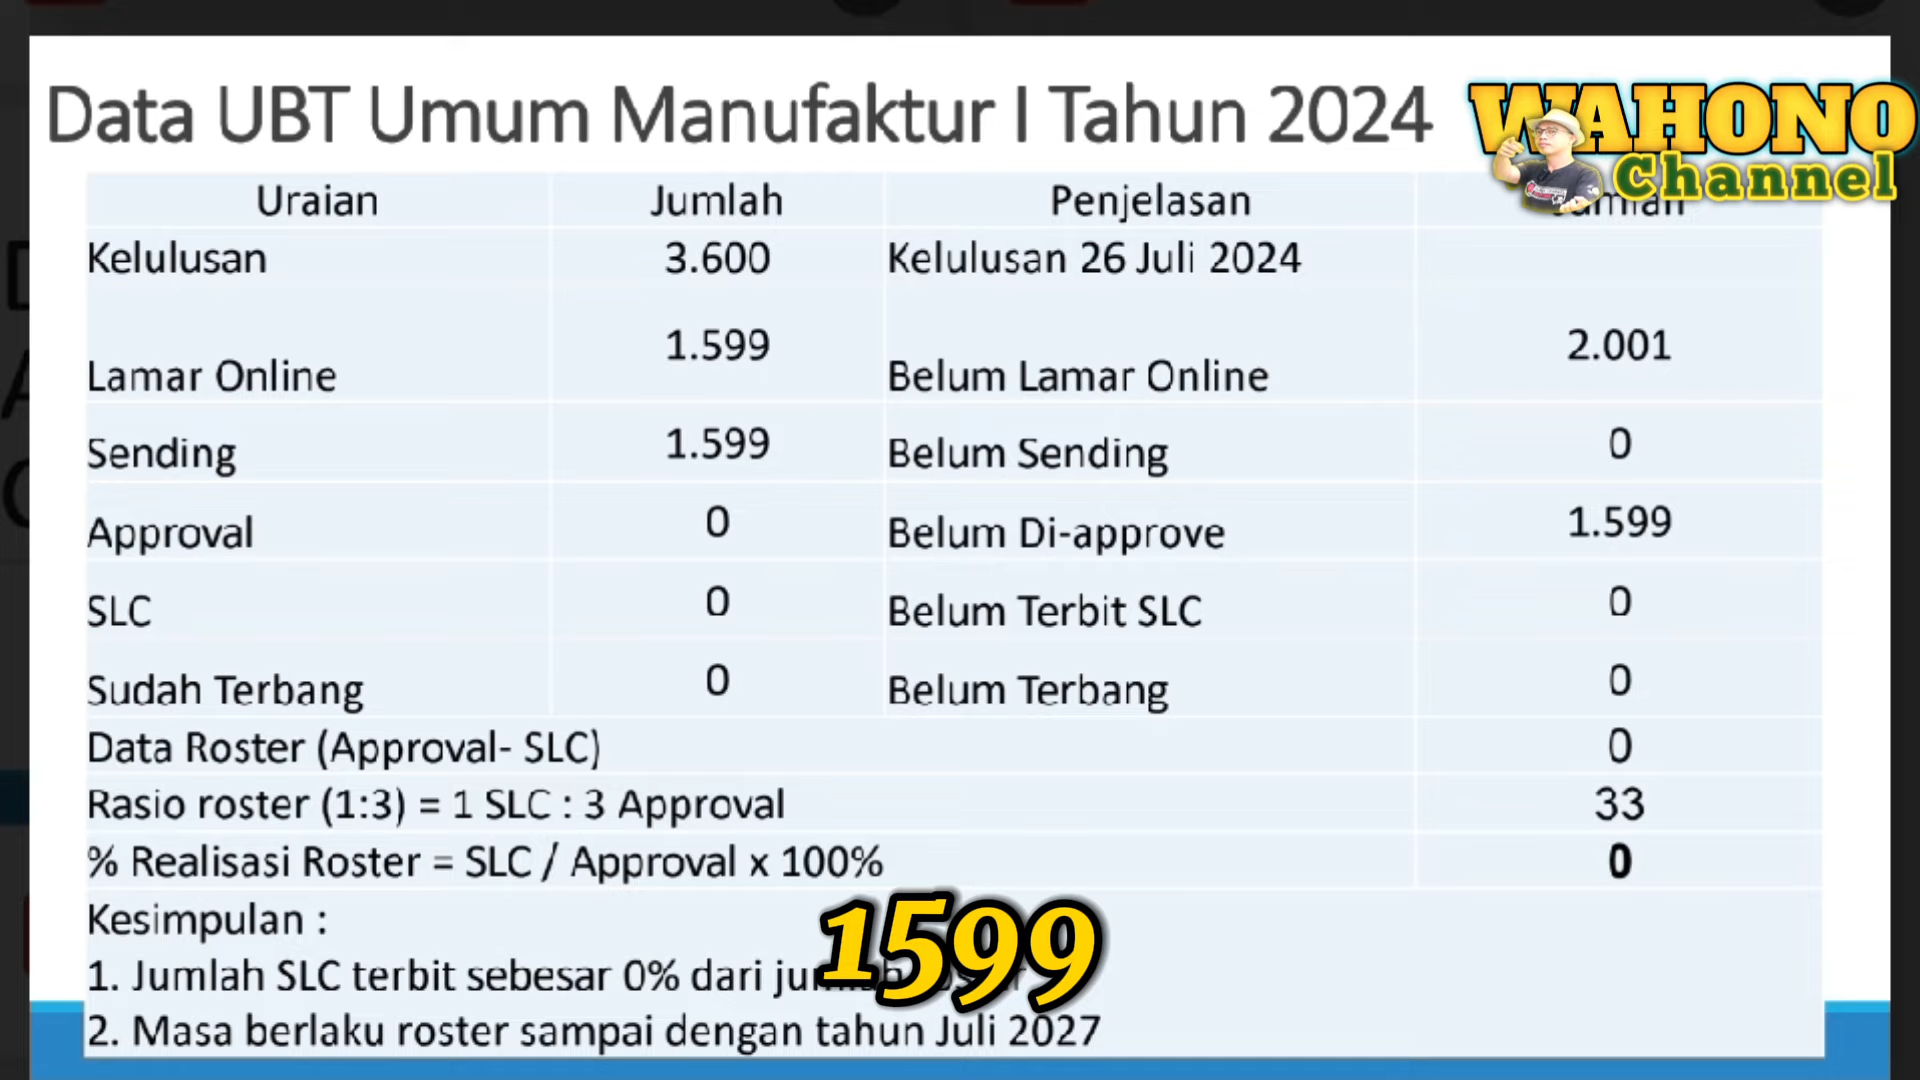 Data UBT Umum Manufaktur I Tahun 2024
WAHONO
Channel
Uraian Jumlah Penjelasan Jumlah
Kelulusan 3.600 Kelulusan 26 Juli 2024
Lamar Online 1.599 Belum Lamar Online 2.001
Sending 1.599 Belum Sending 0
Approval 0 Belum Di-approve 1.599
SLC 0 Belum Terbit SLC 0
Sudah Terbang 0 Belum Terbang 0
Data Roster (Approval- SLC) 0
Rasio roster (1:3) = 1 SLC : 3 Approval 33
% Realisasi Roster = SLC / Approval x 100% 0
Kesimpulan :
1. Jumlah SLC terbit sebesar 0% dari jumlah
1599
2. Masa berlaku roster sampai dengan tahun Juli 2027